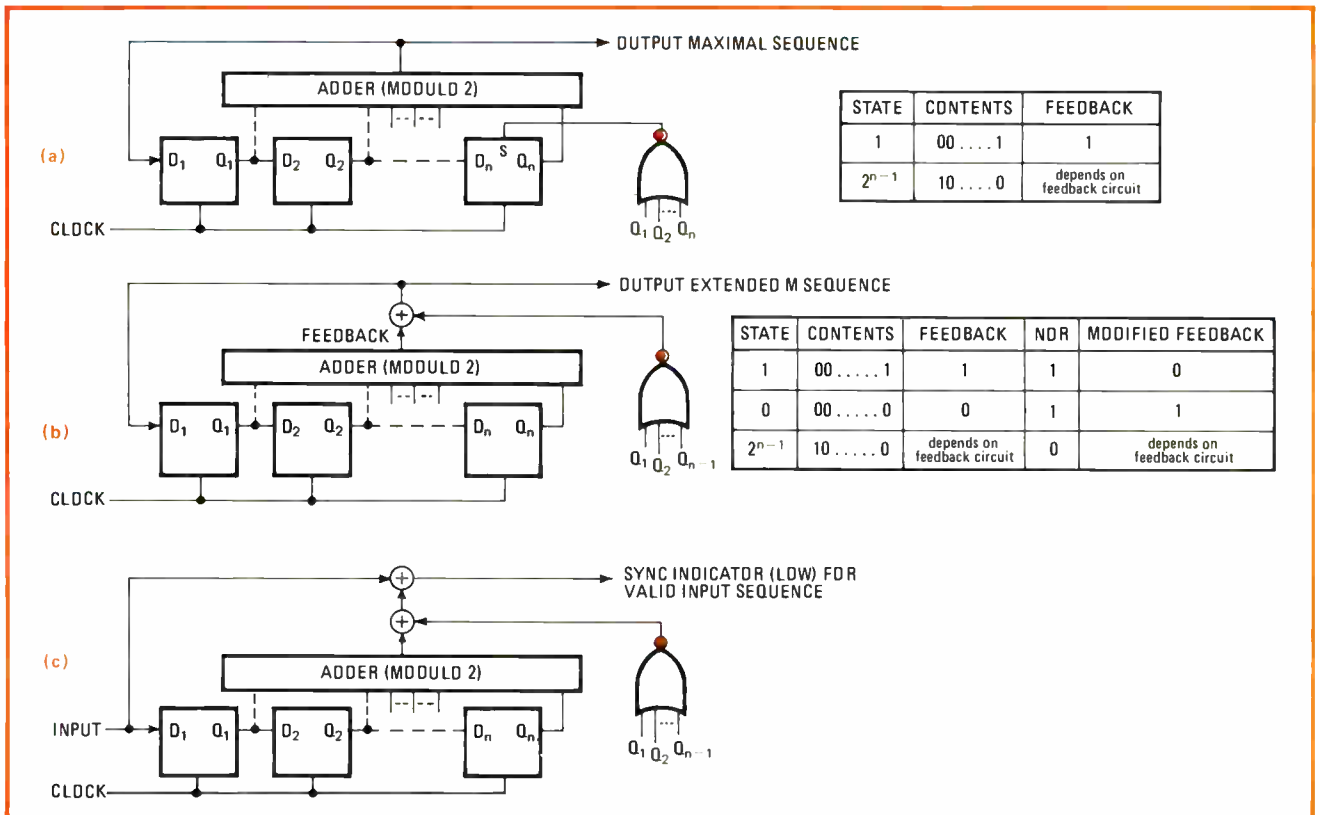 OUTPUT MAXIMAL SEQUENCE
ADDER (MODULO 2)
(a)
D1 Q1 D2 Q2 Dn S Qn
CLOCK
Q1 Q2 Qn
STATE CONTENTS FEEDBACK
1 00....1 1
2^n-1 10....0 depends on feedback circuit
OUTPUT EXTENDED M SEQUENCE
+
FEEDBACK
ADDER (MODULO 2)
(b)
D1 Q1 D2 Q2 Dn Qn
CLOCK
Q1 Q2 Qn-1
STATE CONTENTS FEEDBACK NOR MODIFIED FEEDBACK
1 00.....1 1 1 0
0 00.....0 0 1 1
2^n-1 10.....0 depends on feedback circuit 0 depends on feedback circuit
+
SYNC INDICATOR (LOW) FOR
VALID INPUT SEQUENCE
+
ADDER (MODULO 2)
(c)
INPUT
D1 Q1 D2 Q2 Dn Qn
CLOCK
Q1 Q2 Qn-1